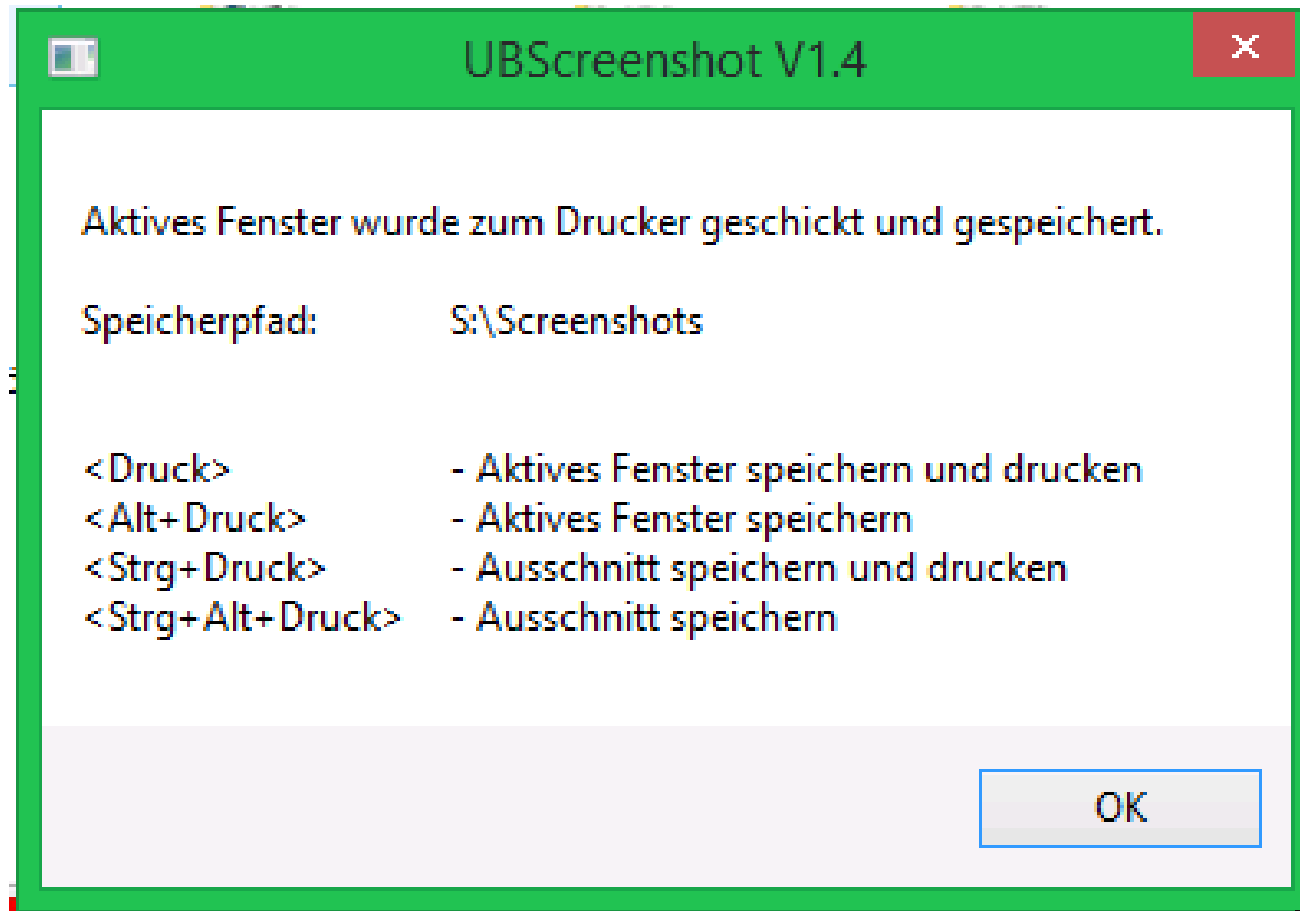 UBScreenshot V1.4
Aktives Fenster wurde zum Drucker geschickt und gespeichert.
Speicherpfad: S:\Screenshots
<Druck> - Aktives Fenster speichern und drucken
<Alt+Druck> - Aktives Fenster speichern
<Strg+Druck> - Ausschnitt speichern und drucken
<Strg+Alt+Druck> - Ausschnitt speichern
OK